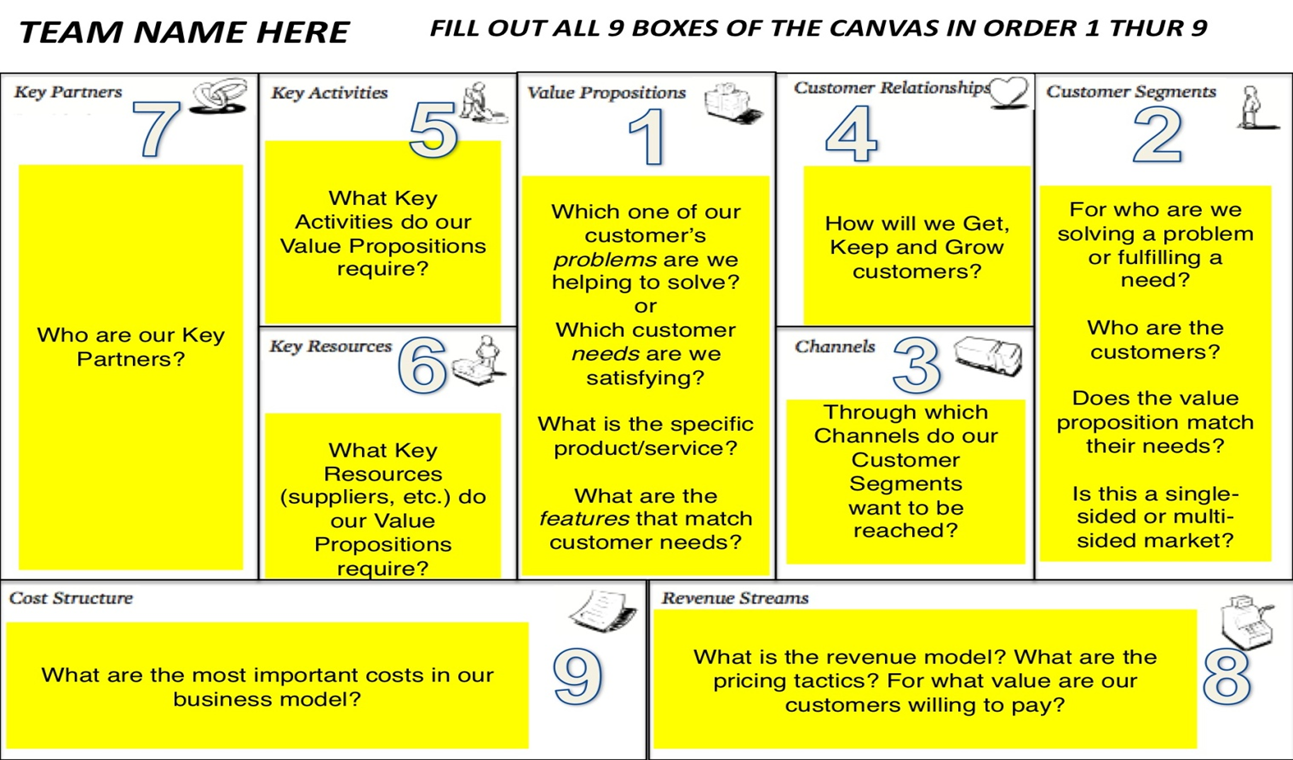 TEAM NAME HERE
FILL OUT ALL 9 BOXES OF THE CANVAS IN ORDER 1 THUR 9
Key Partners
7
Who are our Key
Partners?
Key Activities
5
What Key
Activities do our
Value Propositions
require?
Key Resources
6
What Key
Resources
(suppliers, etc.) do
our Value
Propositions
require?
Value Propositions
1
Which one of our
customer’s
problems are we
helping to solve?
or
Which customer
needs are we
satisfying?
What is the specific
product/service?
What are the
features that match
customer needs?
Customer Relationships
4
How will we Get,
Keep and Grow
customers?
Channels
3
Through which
Channels do our
Customer
Segments
want to be
reached?
Customer Segments
2
For who are we
solving a problem
or fulfilling a
need?
Who are the
customers?
Does the value
proposition match
their needs?
Is this a single-
sided or multi-
sided market?
Cost Structure
9
What are the most important costs in our
business model?
Revenue Streams
8
What is the revenue model? What are the
pricing tactics? For what value are our
customers willing to pay?